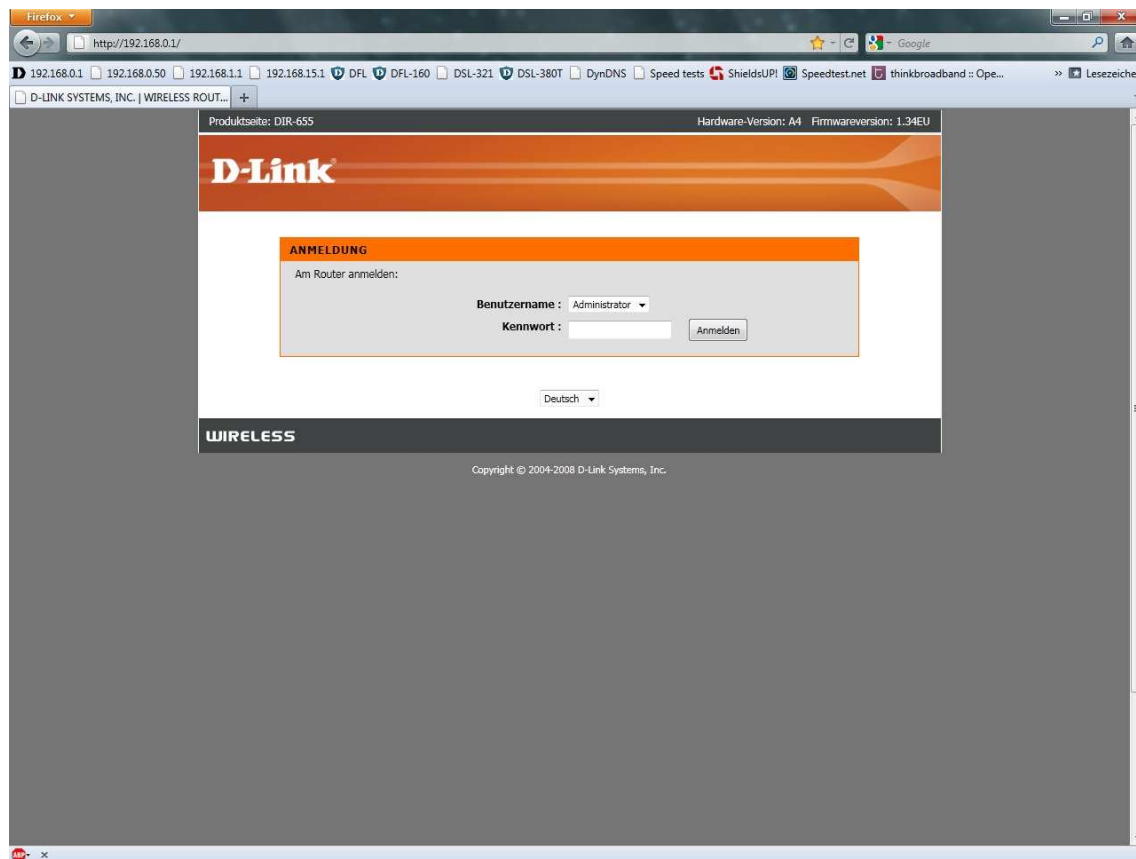 Firefox
http://192.168.0.1/
Google
192.168.0.1 192.168.0.50 192.168.1.1 192.168.15.1 DFL DFL-160 DSL-321 DSL-380T DynDNS Speed tests ShieldsUP! Speedtest.net thinkbroadband :: Ope... » Lesezeiche
D-LINK SYSTEMS, INC. | WIRELESS ROUT...
Produktseite: DIR-655 Hardware-Version: A4 Firmwareversion: 1.34EU
D-Link
ANMELDUNG
Am Router anmelden:
Benutzername : Administrator
Kennwort :
Anmelden
Deutsch
WIRELESS
Copyright © 2004-2008 D-Link Systems, Inc.
ABP